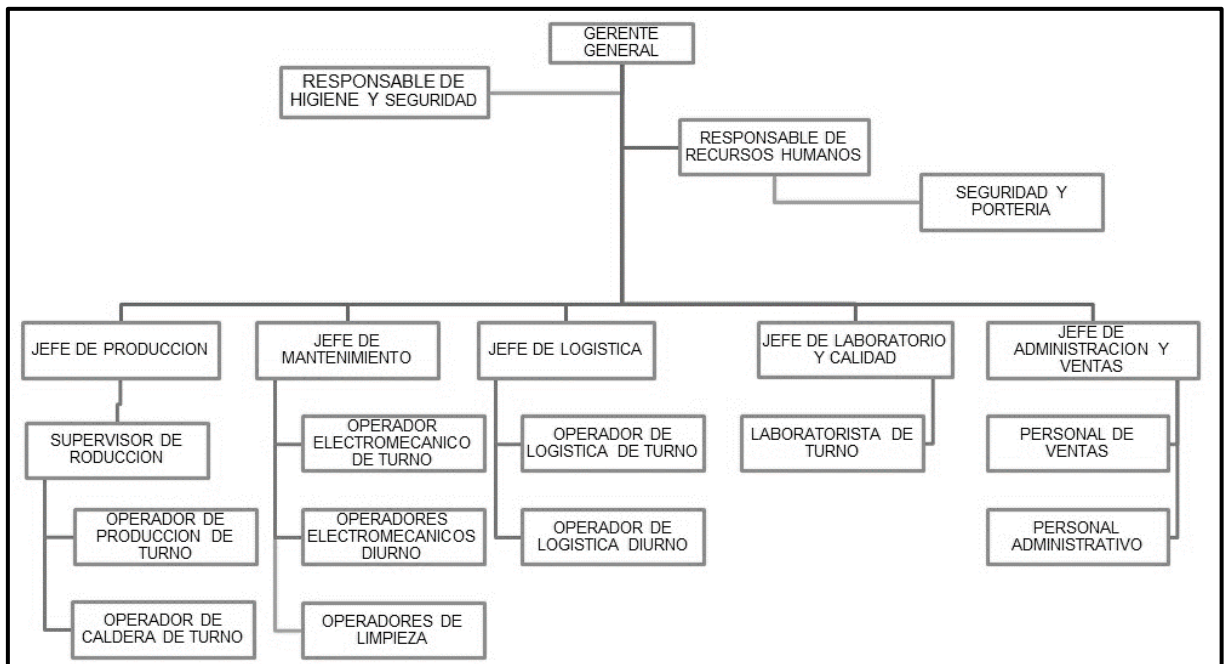 GERENTE
GENERAL
RESPONSABLE DE
HIGIENE Y SEGURIDAD
RESPONSABLE DE
RECURSOS HUMANOS
SEGURIDAD Y
PORTERIA
JEFE DE PRODUCCION
JEFE DE
MANTENIMIENTO
JEFE DE LOGISTICA
JEFE DE LABORATORIO
Y CALIDAD
JEFE DE
ADMINISTRACION Y
VENTAS
SUPERVISOR DE
RODUCCION
OPERADOR
ELECTROMECANICO
DE TURNO
OPERADOR DE
LOGISTICA DE TURNO
LABORATORISTA DE
TURNO
PERSONAL DE
VENTAS
OPERADOR DE
PRODUCCION DE
TURNO
OPERADORES
ELECTROMECANICOS
DIURNO
OPERADOR DE
LOGISTICA DIURNO
PERSONAL
ADMINISTRATIVO
OPERADOR DE
CALDERA DE TURNO
OPERADORES DE
LIMPIEZA